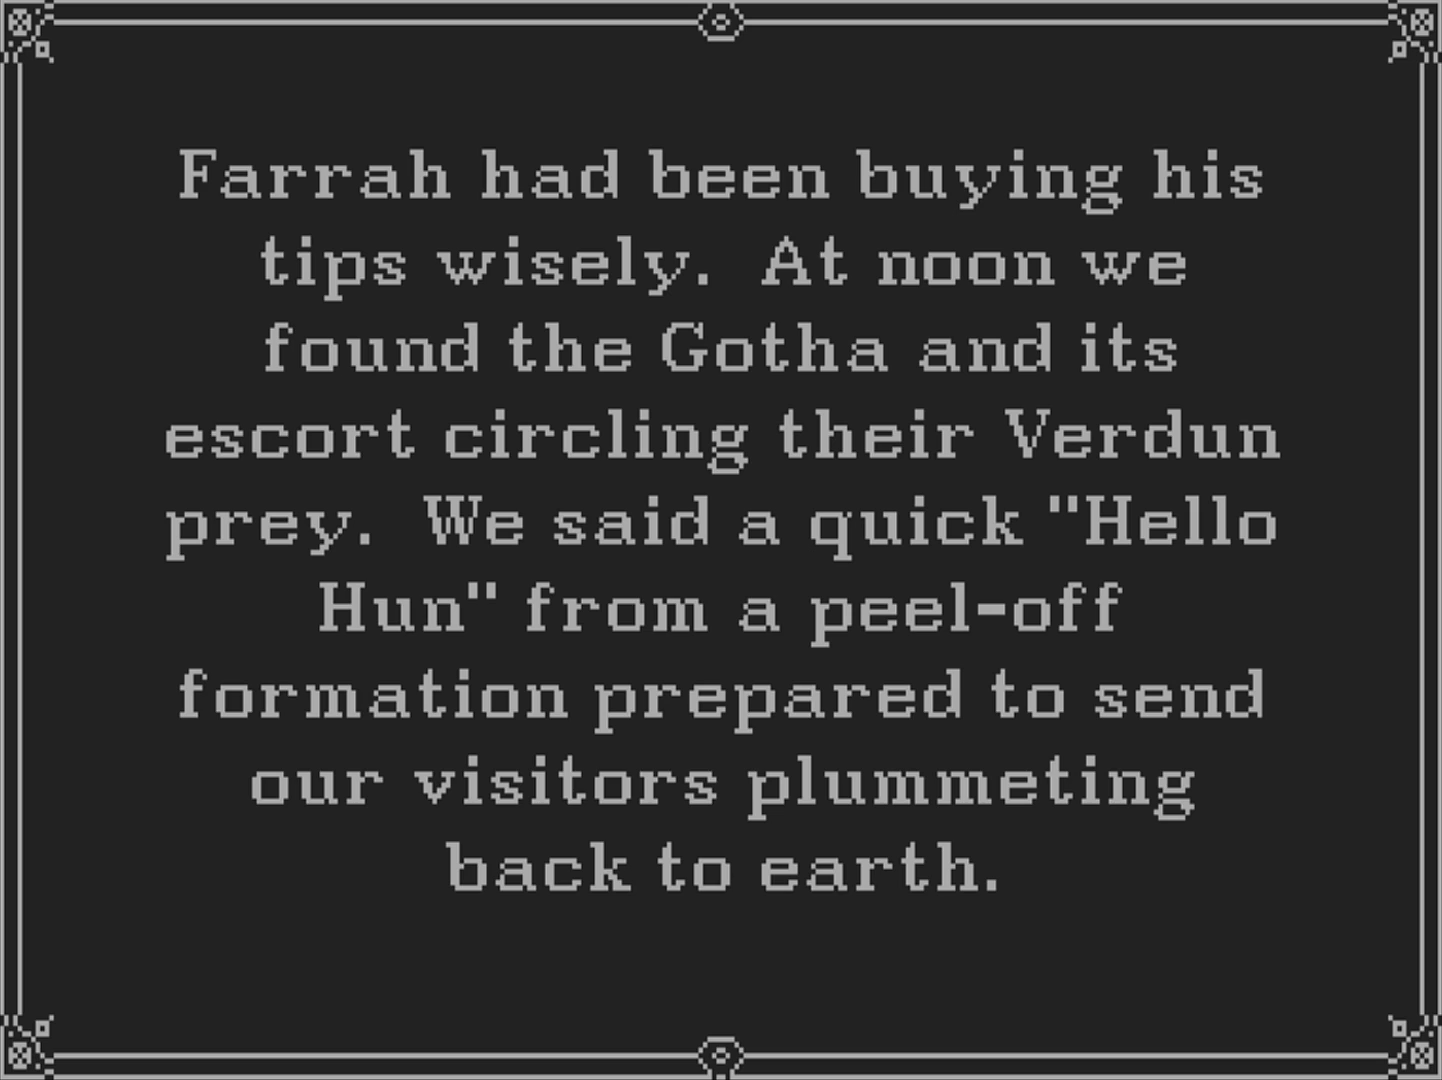 Farrah had been buying his
tips wisely.  At noon we
found the Gotha and its
escort circling their Verdun
prey.  We said a quick "Hello
Hun" from a peel-off
formation prepared to send
our visitors plummeting
back to earth.